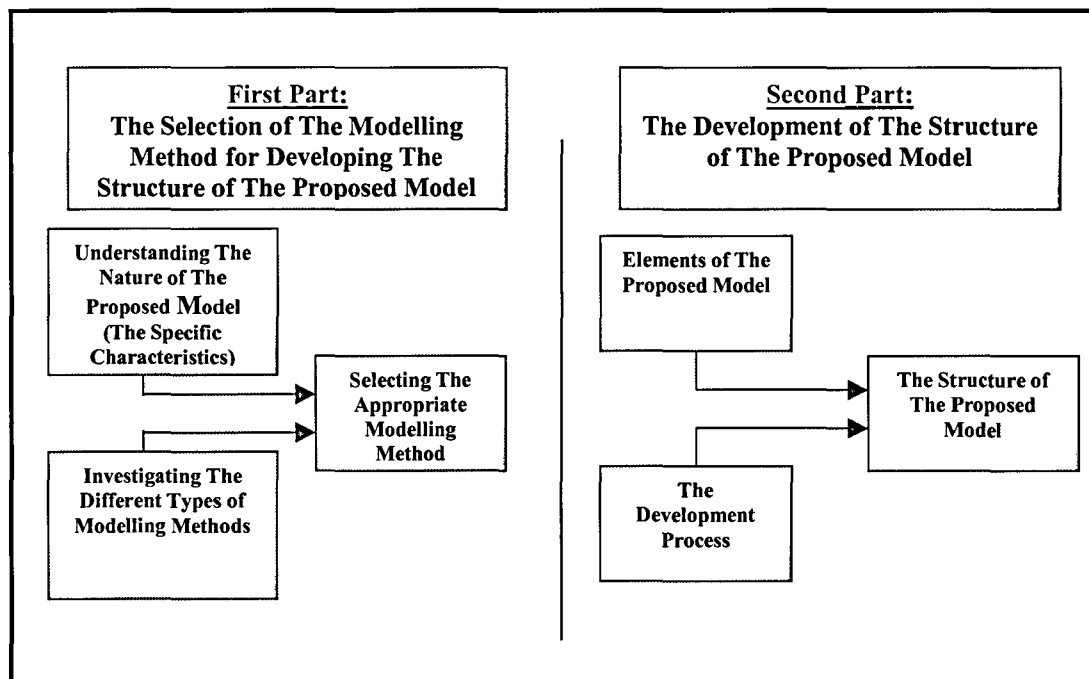 First Part:
The Selection of The Modelling
Method for Developing The
Structure of The Proposed Model
Understanding The
Nature of The
Proposed Model
(The Specific
Characteristics)
Selecting The
Appropriate
Modelling
Method
Investigating The
Different Types of
Modelling Methods
Second Part:
The Development of The Structure
of The Proposed Model
Elements of The
Proposed Model
The Structure of
The Proposed
Model
The
Development
Process